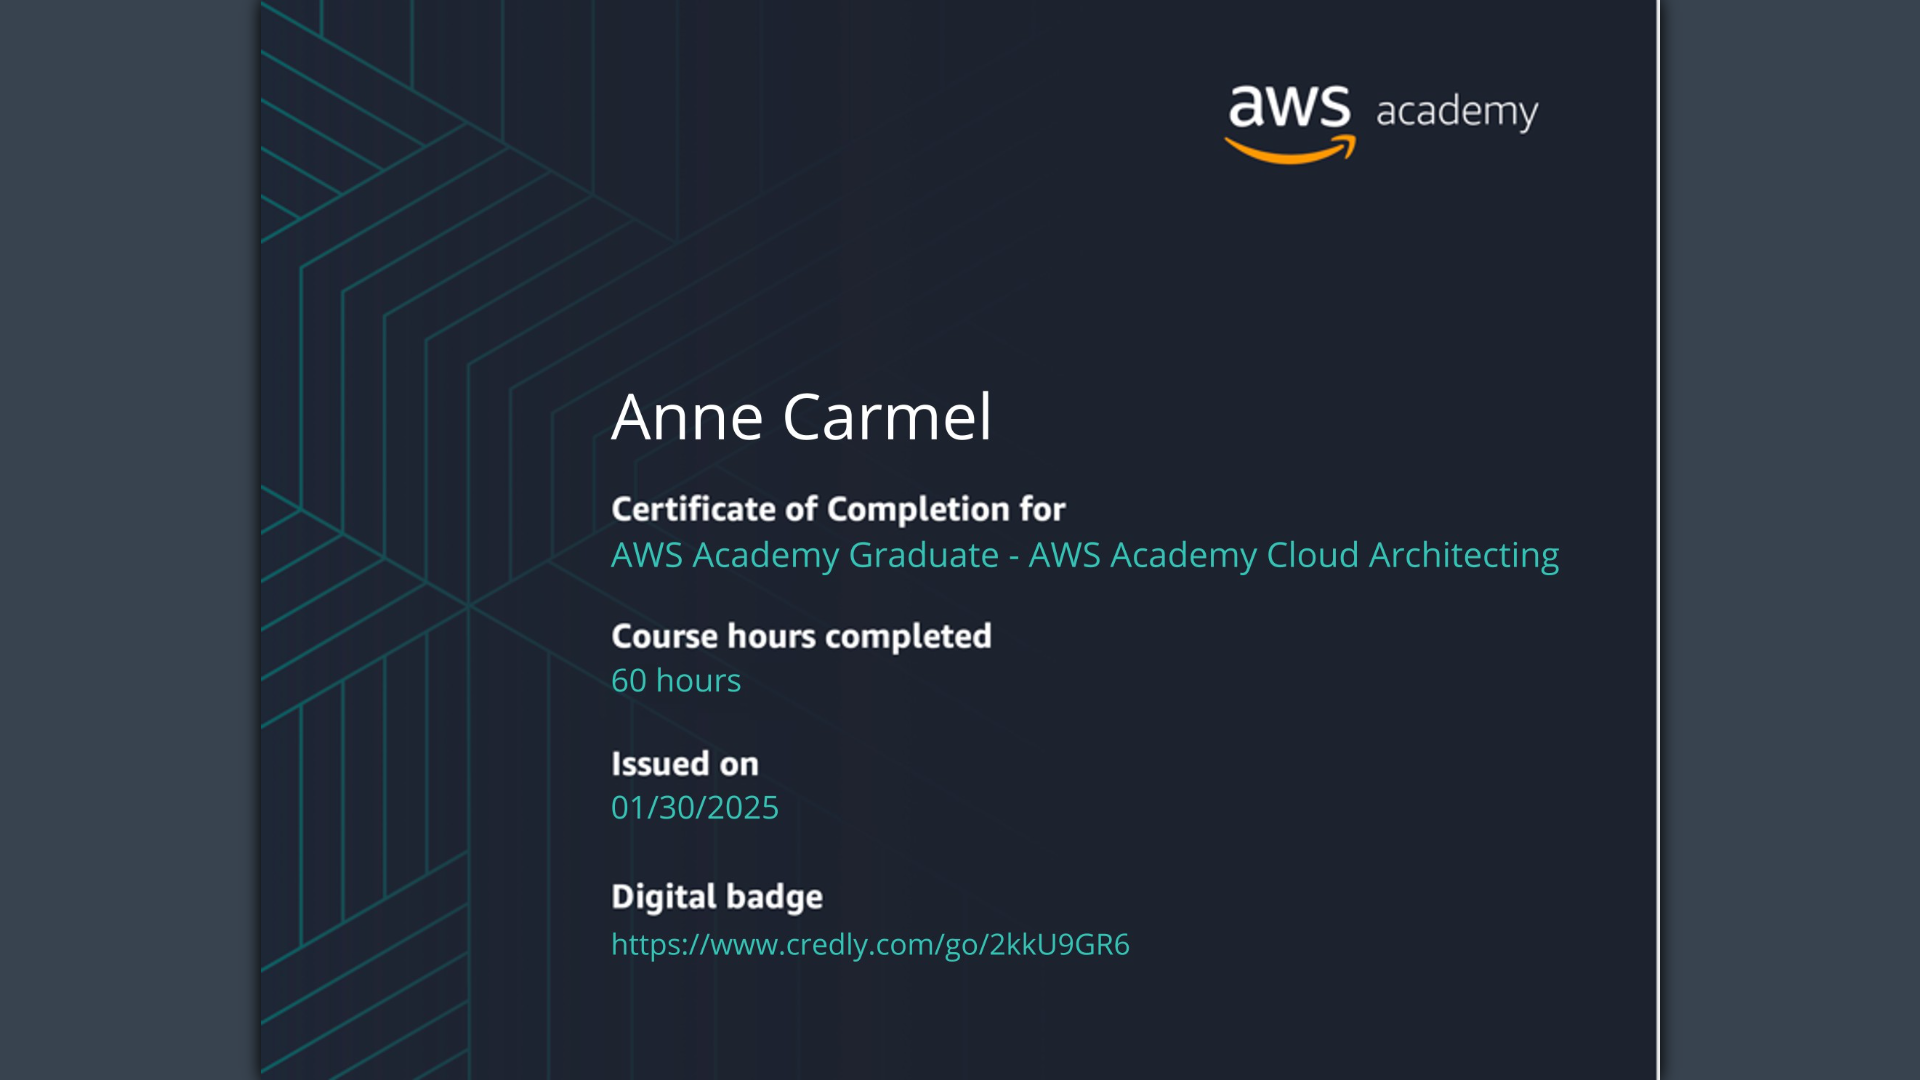 aws academy
Anne Carmel
Certificate of Completion for
AWS Academy Graduate - AWS Academy Cloud Architecting
Course hours completed
60 hours
Issued on
01/30/2025
Digital badge
https://www.credly.com/go/2kkU9GR6